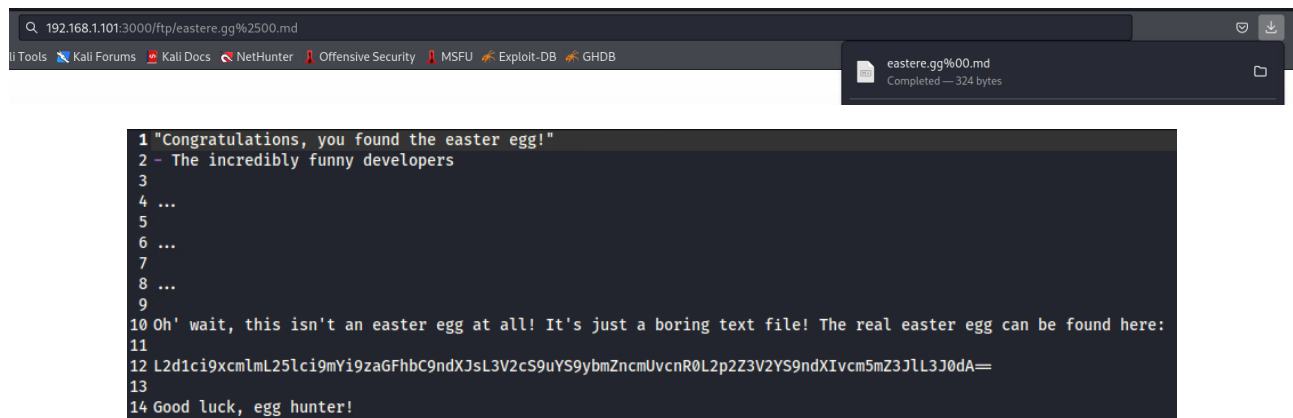 192.168.1.101:3000/ftp/eastere.gg%2500.md
li Tools Kali Forums Kali Docs NetHunter Offensive Security MSFU Exploit-DB GHDB
eastere.gg%00.md
Completed — 324 bytes
1 "Congratulations, you found the easter egg!"
2 - The incredibly funny developers
3
4 ...
5
6 ...
7
8 ...
9
10 Oh' wait, this isn't an easter egg at all! It's just a boring text file! The real easter egg can be found here:
11
12 L2d1ci9xcmlmL25lci9mYi9zaGFhbC9ndXJsL3V2cS9uYS9ybmZncmUvcnR0L2p2Z3V2YS9ndXIvcm5mZ3JlL3J0dA==
13
14 Good luck, egg hunter!